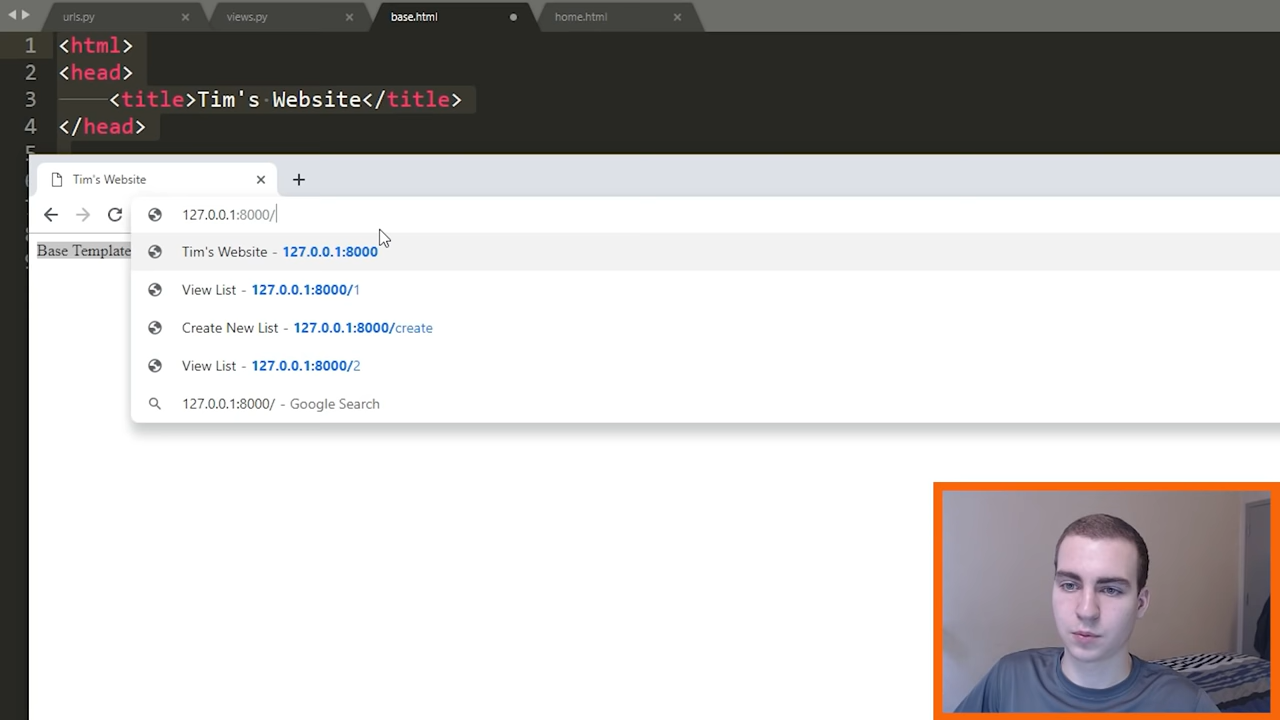 urls.py
views.py
base.html
home.html
1 <html>
2 <head>
3 <title>Tim's Website</title>
4 </head>
5
Tim's Website
127.0.0.1:8000/
Base Template
Tim's Website - 127.0.0.1:8000
View List - 127.0.0.1:8000/1
Create New List - 127.0.0.1:8000/create
View List - 127.0.0.1:8000/2
127.0.0.1:8000/ - Google Search